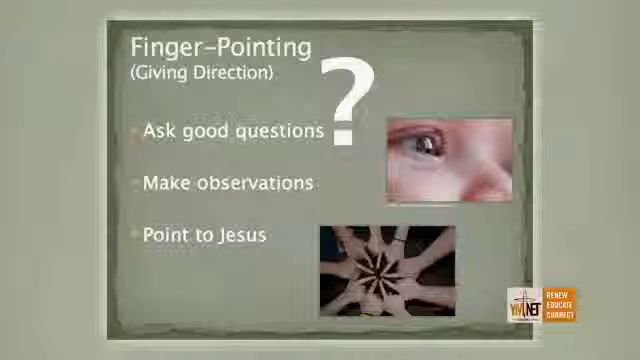 Finger-Pointing
(Giving Direction)
?
Ask good questions
Make observations
Point to Jesus
RENEW
EDUCATE
CONNECT